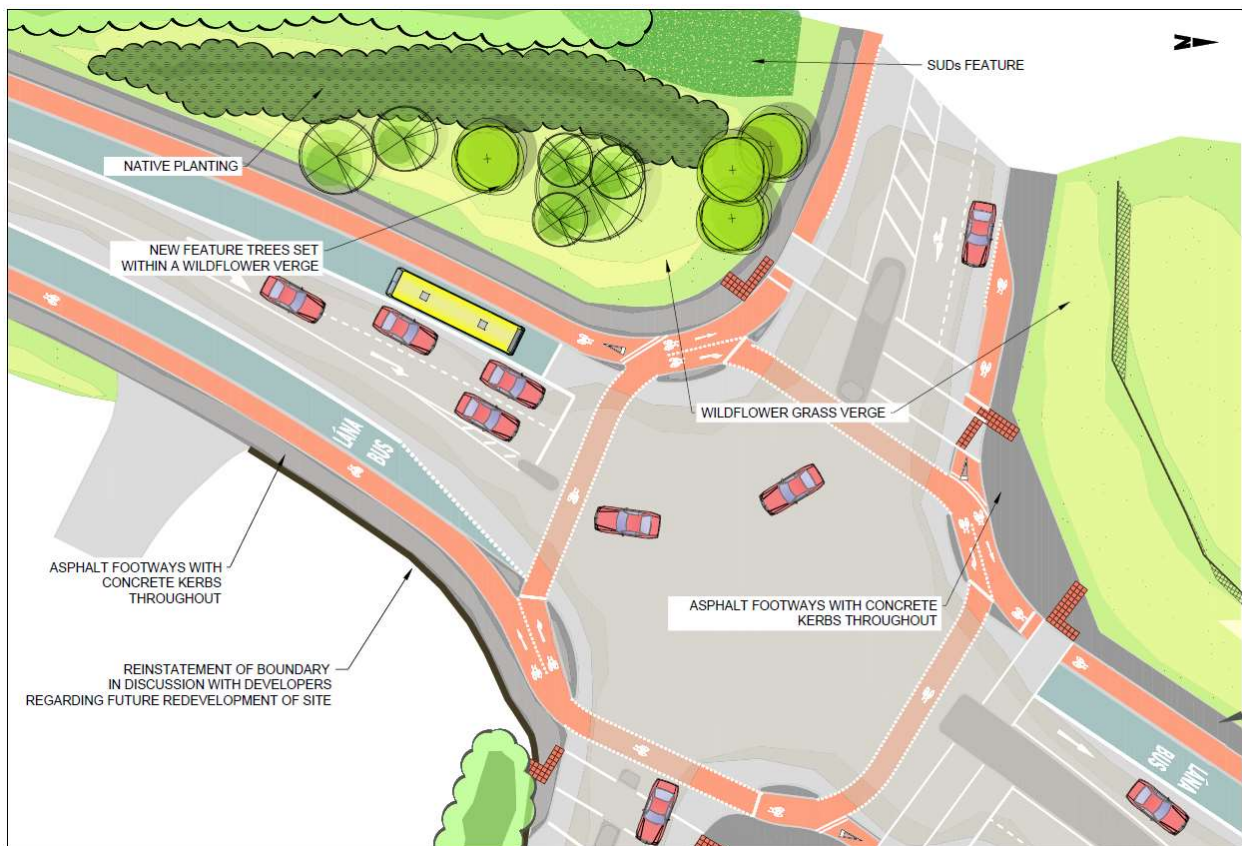 N
SUDs FEATURE
NATIVE PLANTING
NEW FEATURE TREES SET
WITHIN A WILDFLOWER VERGE
WILDFLOWER GRASS VERGE
LÁNA
BUS
ASPHALT FOOTWAYS WITH
CONCRETE KERBS
THROUGHOUT
ASPHALT FOOTWAYS WITH CONCRETE
KERBS THROUGHOUT
REINSTATEMENT OF BOUNDARY
IN DISCUSSION WITH DEVELOPERS
REGARDING FUTURE REDEVELOPMENT OF SITE
LÁNA
BUS